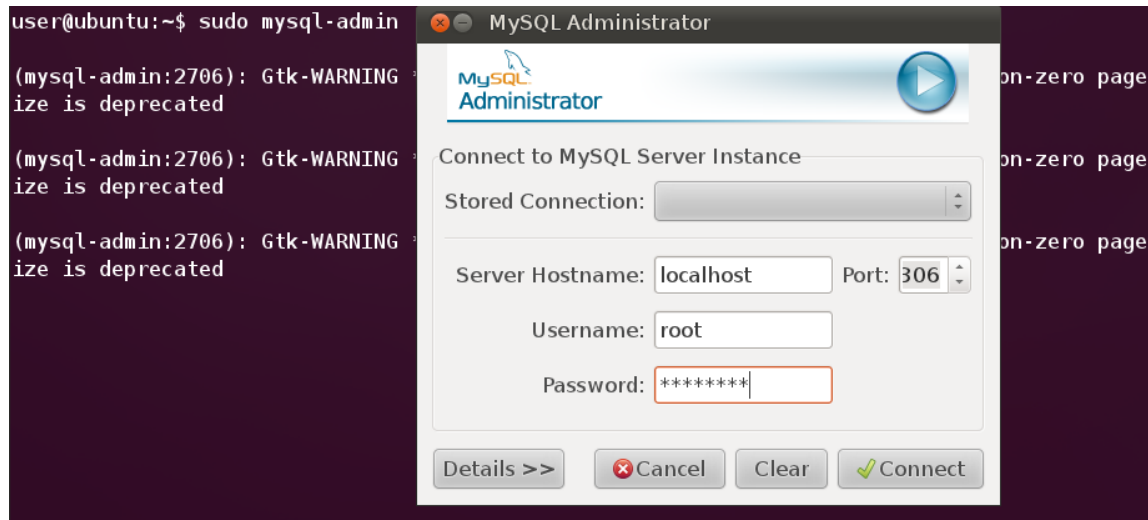 user@ubuntu:~$ sudo mysql-admin
(mysql-admin:2706): Gtk-WARNING
on-zero page
ize is deprecated
(mysql-admin:2706): Gtk-WARNING
on-zero page
ize is deprecated
(mysql-admin:2706): Gtk-WARNING
on-zero page
ize is deprecated
MySQL Administrator
MySQL
Administrator
Connect to MySQL Server Instance
Stored Connection:
Server Hostname: localhost Port: 306
Username: root
Password: ********
Details >> Cancel Clear Connect